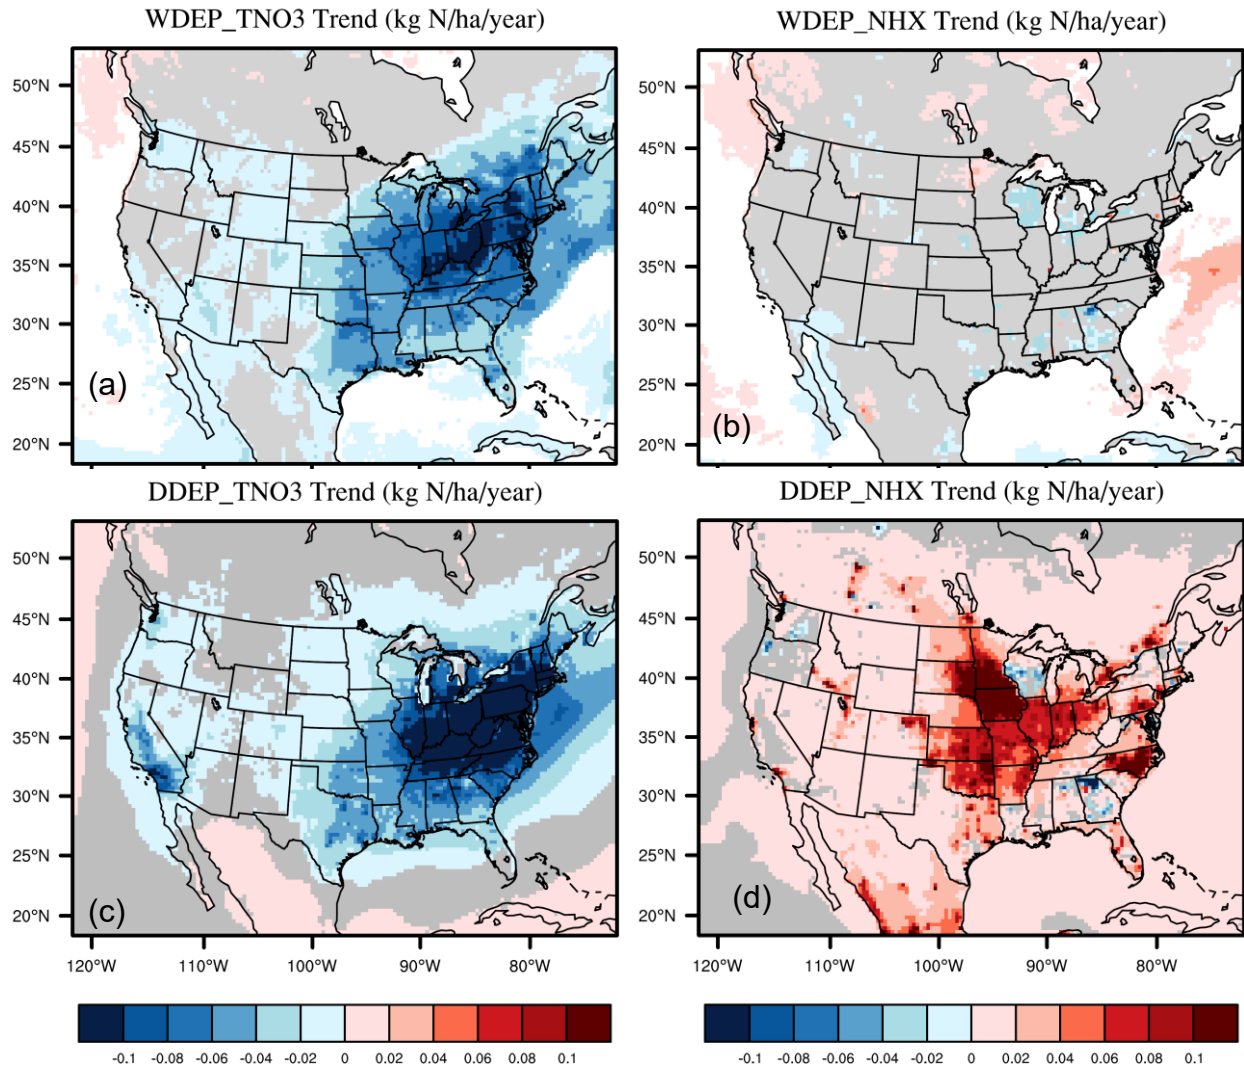 WDEP_TNO3 Trend (kg N/ha/year)
WDEP_NHX Trend (kg N/ha/year)
50°N
45°N
40°N
35°N
30°N
25°N
20°N
(a)
50°N
45°N
40°N
35°N
30°N
25°N
20°N
(b)
120°W 110°W 100°W 90°W 80°W
120°W 110°W 100°W 90°W 80°W
DDEP_TNO3 Trend (kg N/ha/year)
DDEP_NHX Trend (kg N/ha/year)
50°N
45°N
40°N
35°N
30°N
25°N
20°N
(c)
50°N
45°N
40°N
35°N
30°N
25°N
20°N
(d)
-0.1 -0.08 -0.06 -0.04 -0.02 0 0.02 0.04 0.06 0.08 0.1
-0.1 -0.08 -0.06 -0.04 -0.02 0 0.02 0.04 0.06 0.08 0.1